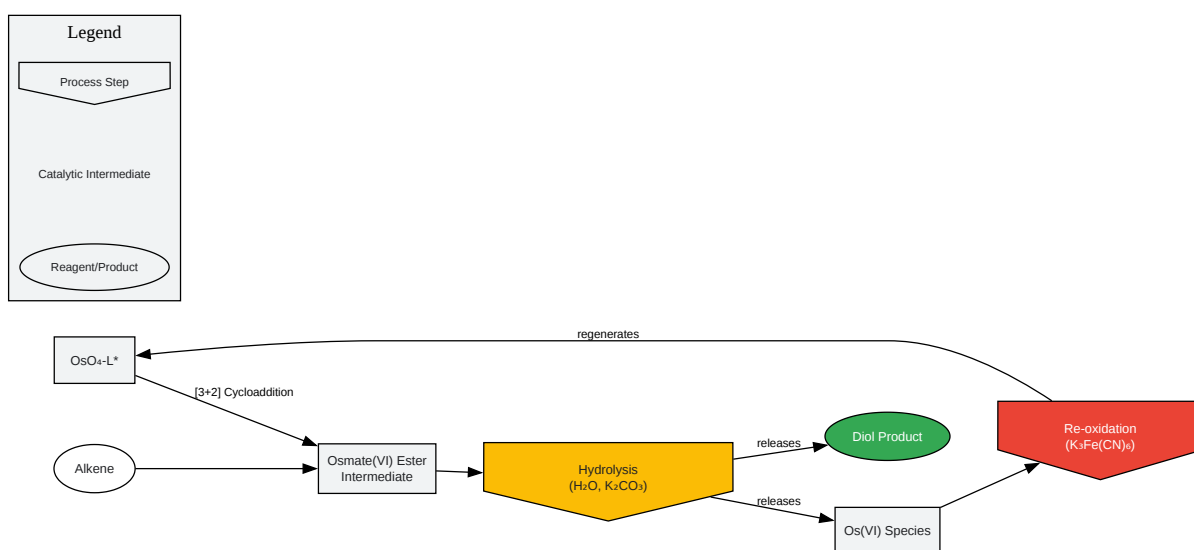 Legend
Process Step
Catalytic Intermediate
Reagent/Product
regenerates
OsO₄-L*
[3+2] Cycloaddition
Alkene
Osmate(VI) Ester
Intermediate
Hydrolysis
(H₂O, K₂CO₃)
releases
Diol Product
releases
Os(VI) Species
Re-oxidation
(K₃Fe(CN)₆)